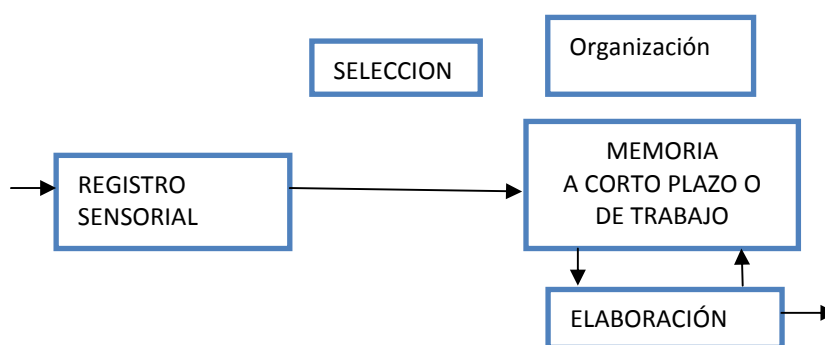 Organización
SELECCION
MEMORIA
A CORTO PLAZO O
DE TRABAJO
REGISTRO
SENSORIAL
ELABORACIÓN